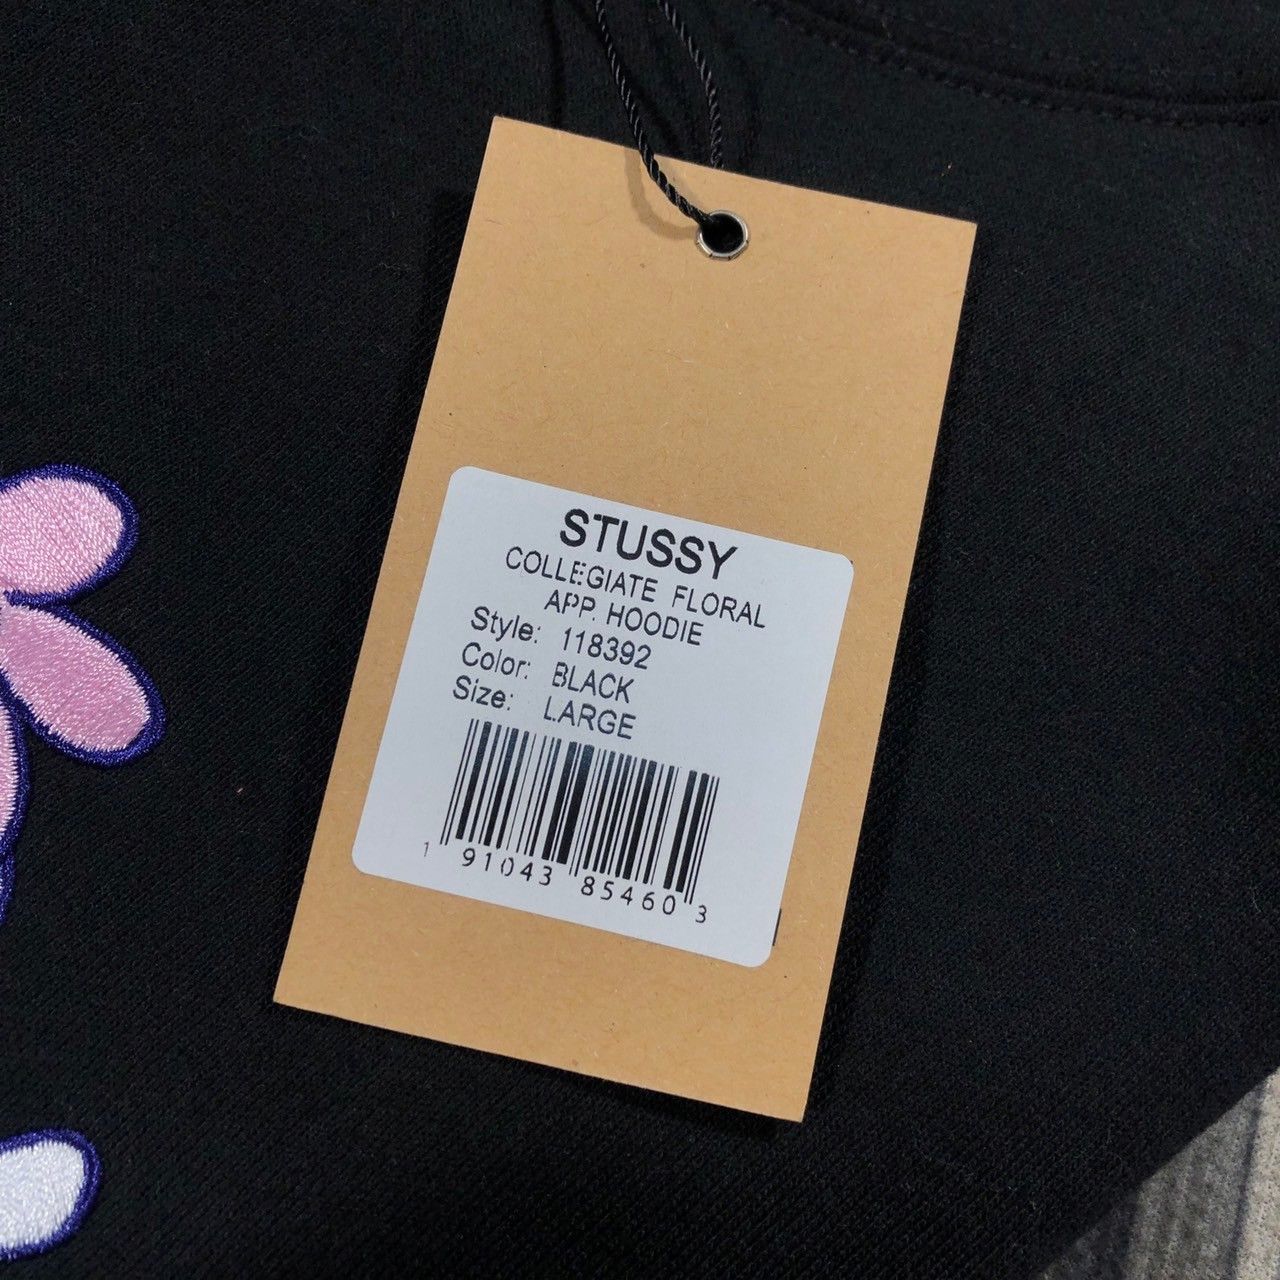 STUSSY
COLLEGIATE FLORAL
APP. HOODIE
Style: 118392
Color: BLACK
Size: LARGE
1 91043 85460 3